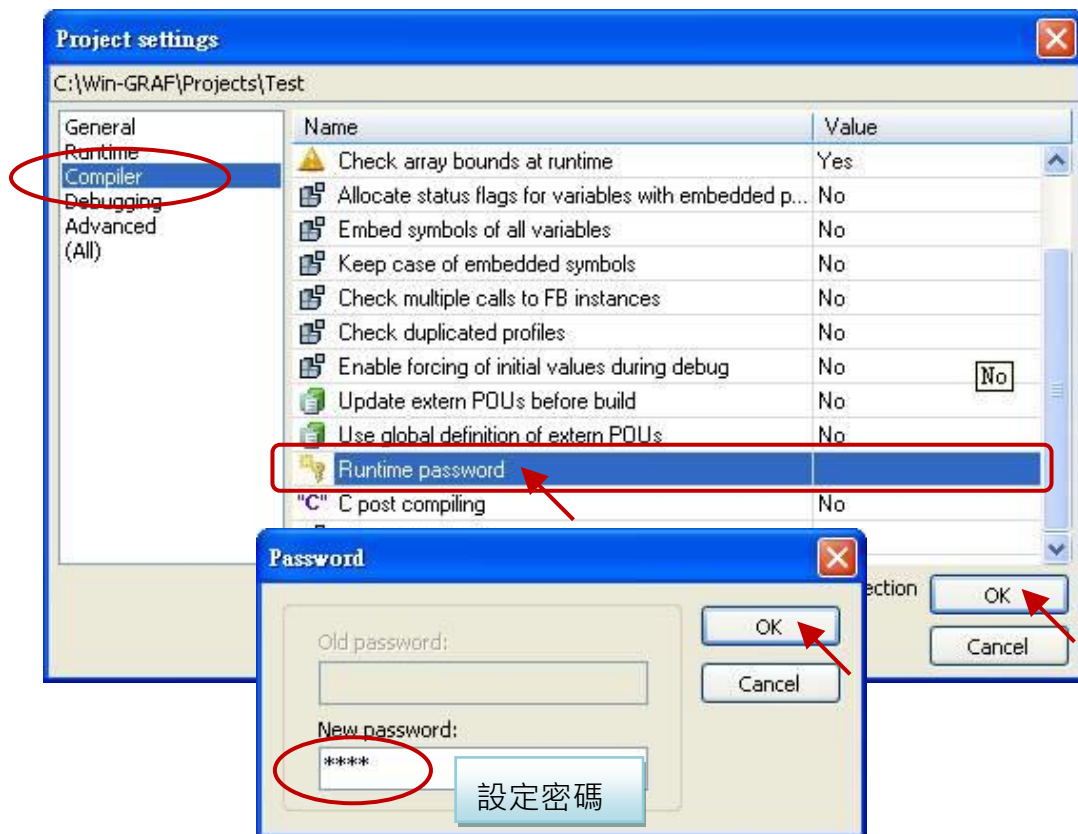 Project settings
C:\Win-GRAF\Projects\Test
General
Runtime
Compiler
Debugging
Advanced
(All)
Name Value
Check array bounds at runtime Yes
Allocate status flags for variables with embedded p... No
Embed symbols of all variables No
Keep case of embedded symbols No
Check multiple calls to FB instances No
Check duplicated profiles No
Enable forcing of initial values during debug No
No
Update extern POUs before build No
Use global definition of extern POUs No
Runtime password
"C" C post compiling No
ection
OK
Cancel
Password
Old password:
New password:
****
OK
Cancel
設定密碼